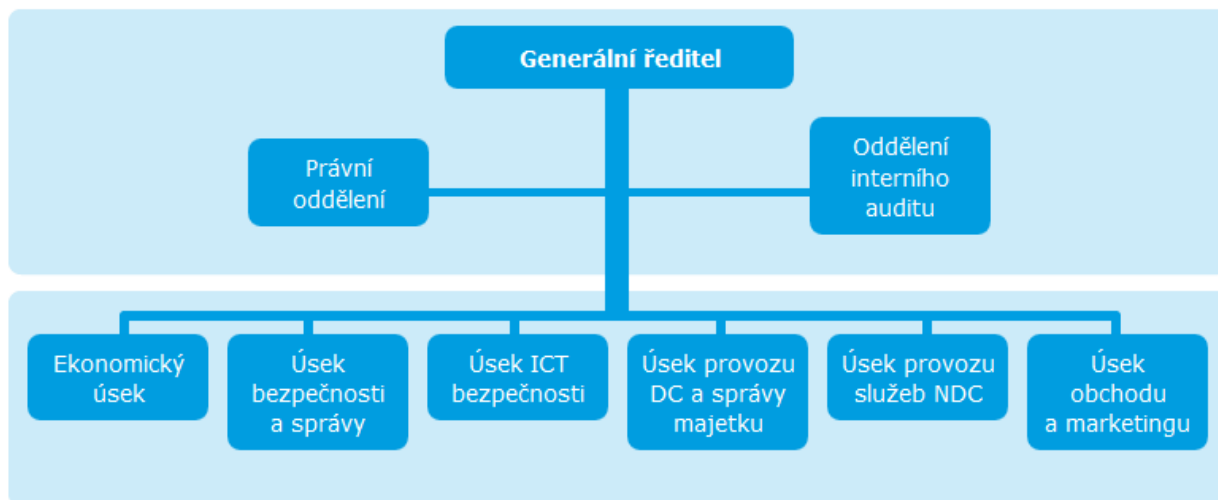 Generální ředitel
Právní
oddělení
Oddělení
interního
auditu
Ekonomický
úsek
Úsek
bezpečnosti
a správy
Úsek ICT
bezpečnosti
Úsek provozu
DC a správy
majetku
Úsek provozu
služeb NDC
Úsek
obchodu
a marketingu